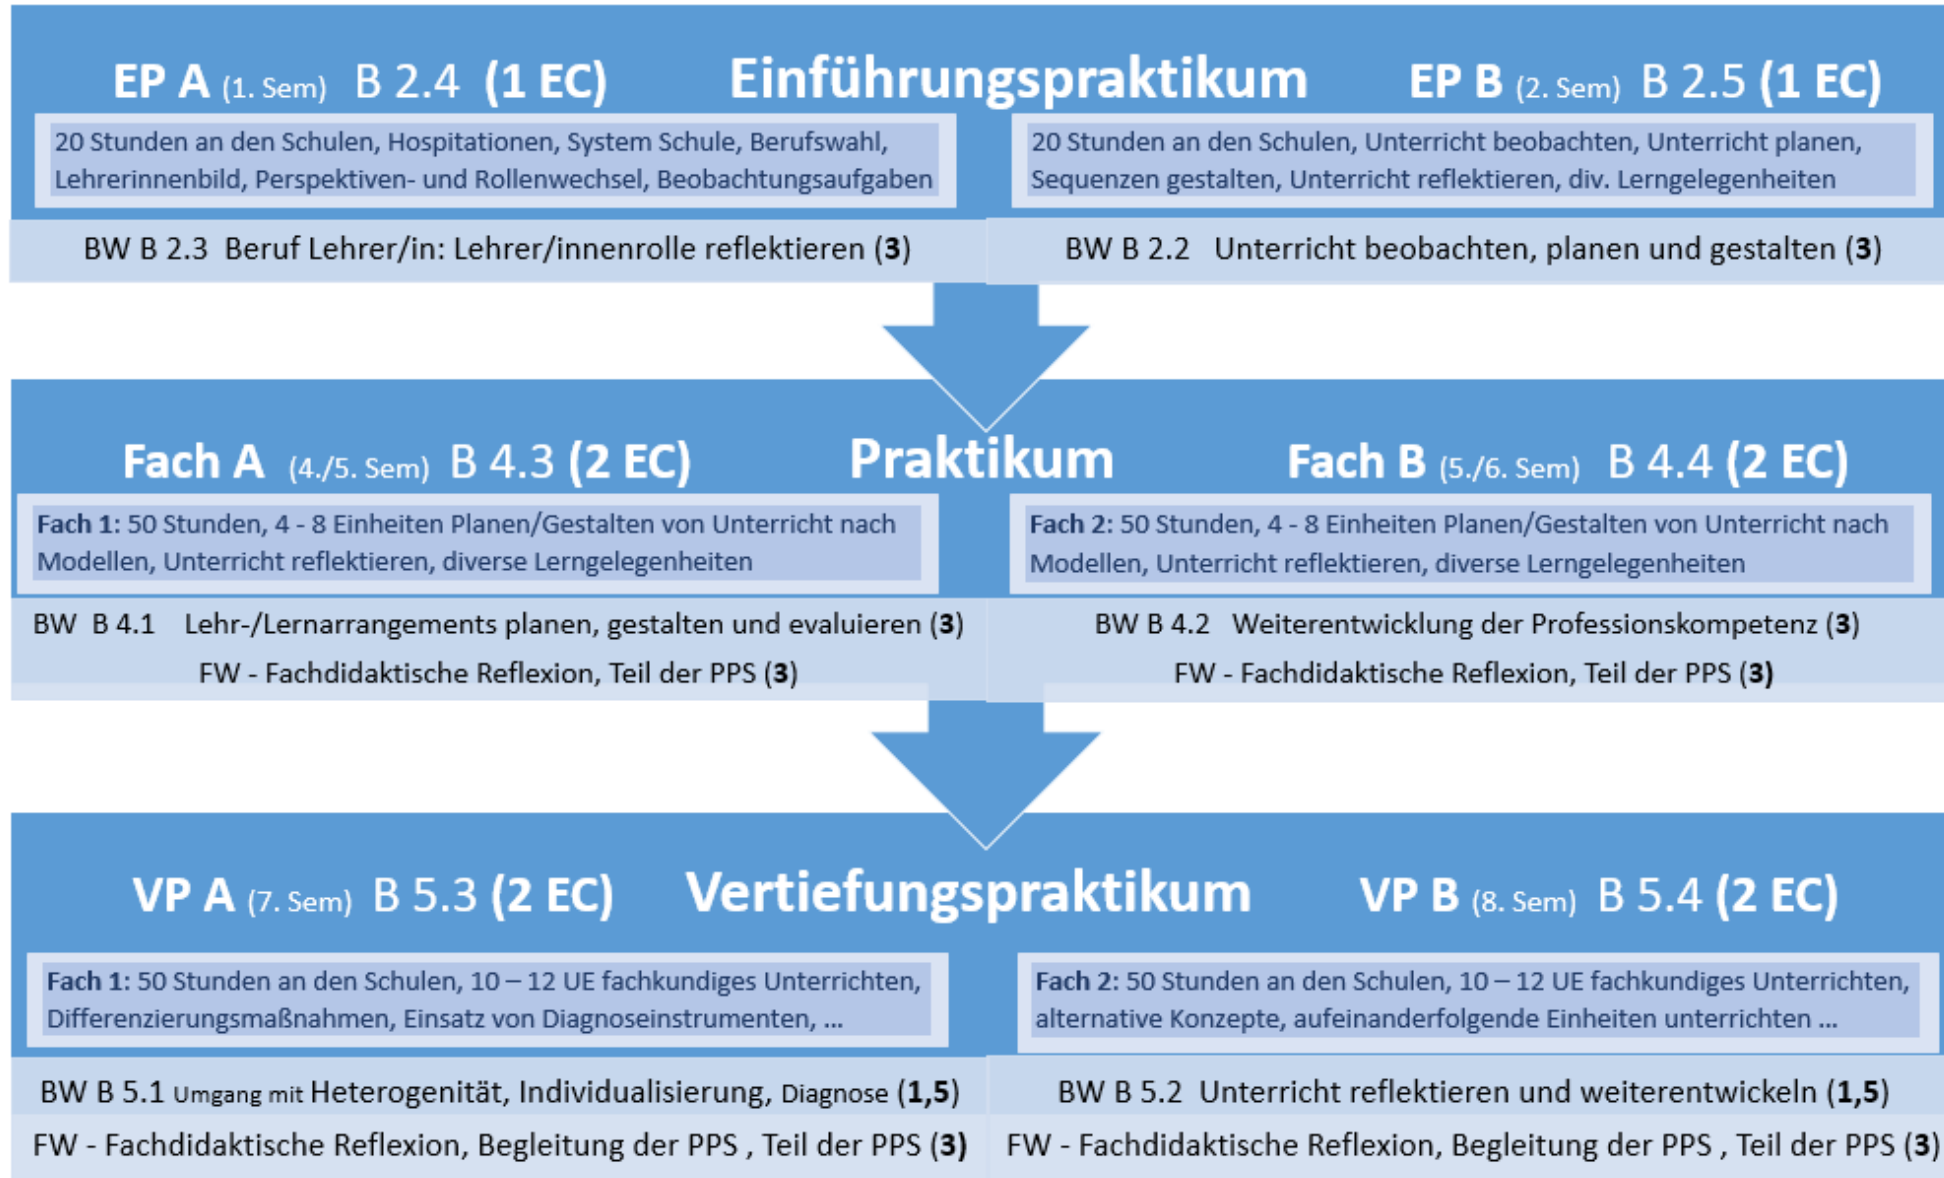 EP A (1. Sem) B 2.4 (1 EC)
Einführungspraktikum
EP B (2. Sem) B 2.5 (1 EC)
20 Stunden an den Schulen, Hospitationen, System Schule, Berufswahl,
Lehrerinnenbild, Perspektiven- und Rollenwechsel, Beobachtungsaufgaben
20 Stunden an den Schulen, Unterricht beobachten, Unterricht planen,
Sequenzen gestalten, Unterricht reflektieren, div. Lerngelegenheiten
BW B 2.3 Beruf Lehrer/in: Lehrer/innenrolle reflektieren (3)
BW B 2.2 Unterricht beobachten, planen und gestalten (3)
Fach A (4./5. Sem) B 4.3 (2 EC)
Praktikum
Fach B (5./6. Sem) B 4.4 (2 EC)
Fach 1: 50 Stunden, 4 - 8 Einheiten Planen/Gestalten von Unterricht nach
Modellen, Unterricht reflektieren, diverse Lerngelegenheiten
Fach 2: 50 Stunden, 4 - 8 Einheiten Planen/Gestalten von Unterricht nach
Modellen, Unterricht reflektieren, diverse Lerngelegenheiten
BW B 4.1 Lehr-/Lernarrangements planen, gestalten und evaluieren (3)
FW - Fachdidaktische Reflexion, Teil der PPS (3)
BW B 4.2 Weiterentwicklung der Professionskompetenz (3)
FW - Fachdidaktische Reflexion, Teil der PPS (3)
VP A (7. Sem) B 5.3 (2 EC)
Vertiefungspraktikum
VP B (8. Sem) B 5.4 (2 EC)
Fach 1: 50 Stunden an den Schulen, 10 – 12 UE fachkundiges Unterrichten,
Differenzierungsmaßnahmen, Einsatz von Diagnoseinstrumenten, ...
Fach 2: 50 Stunden an den Schulen, 10 – 12 UE fachkundiges Unterrichten,
alternative Konzepte, aufeinanderfolgende Einheiten unterrichten ...
BW B 5.1 Umgang mit Heterogenität, Individualisierung, Diagnose (1,5)
FW - Fachdidaktische Reflexion, Begleitung der PPS , Teil der PPS (3)
BW B 5.2 Unterricht reflektieren und weiterentwickeln (1,5)
FW - Fachdidaktische Reflexion, Begleitung der PPS , Teil der PPS (3)